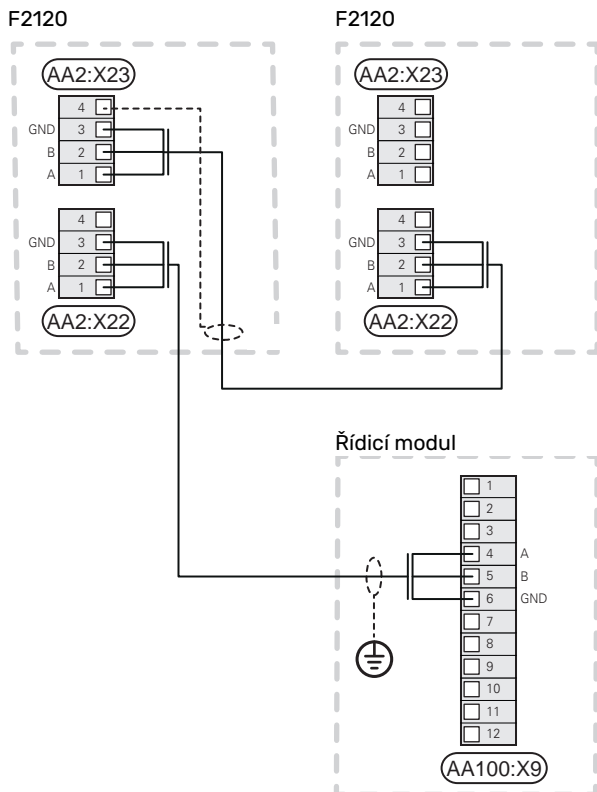 F2120
F2120
AA2:X23
4
GND 3
B 2
A 1
4
GND 3
B 2
A 1
AA2:X22
AA2:X23
4
GND 3
B 2
A 1
4
GND 3
B 2
A 1
AA2:X22
Řídicí modul
1
2
3
4 A
5 B
6 GND
7
8
9
10
11
12
AA100:X9